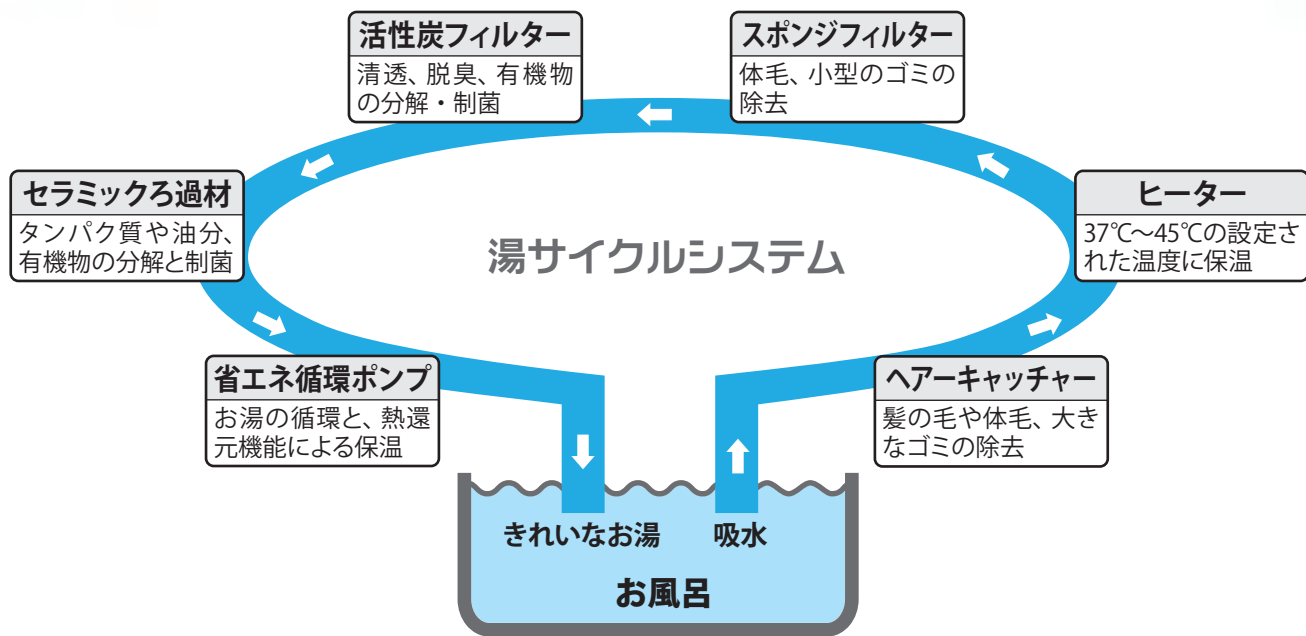 活性炭フィルター
清透、脱臭、有機物
の分解・制菌
スポンジフィルター
体毛、小型のゴミの
除去
セラミックろ過材
タンパク質や油分、
有機物の分解と制菌
湯サイクルシステム
ヒーター
37℃〜45℃の設定さ
れた温度に保温
省エネ循環ポンプ
お湯の循環と、熱還
元機能による保温
ヘアーキャッチャー
髪の毛や体毛、大き
なゴミの除去
きれいなお湯
吸水
お風呂